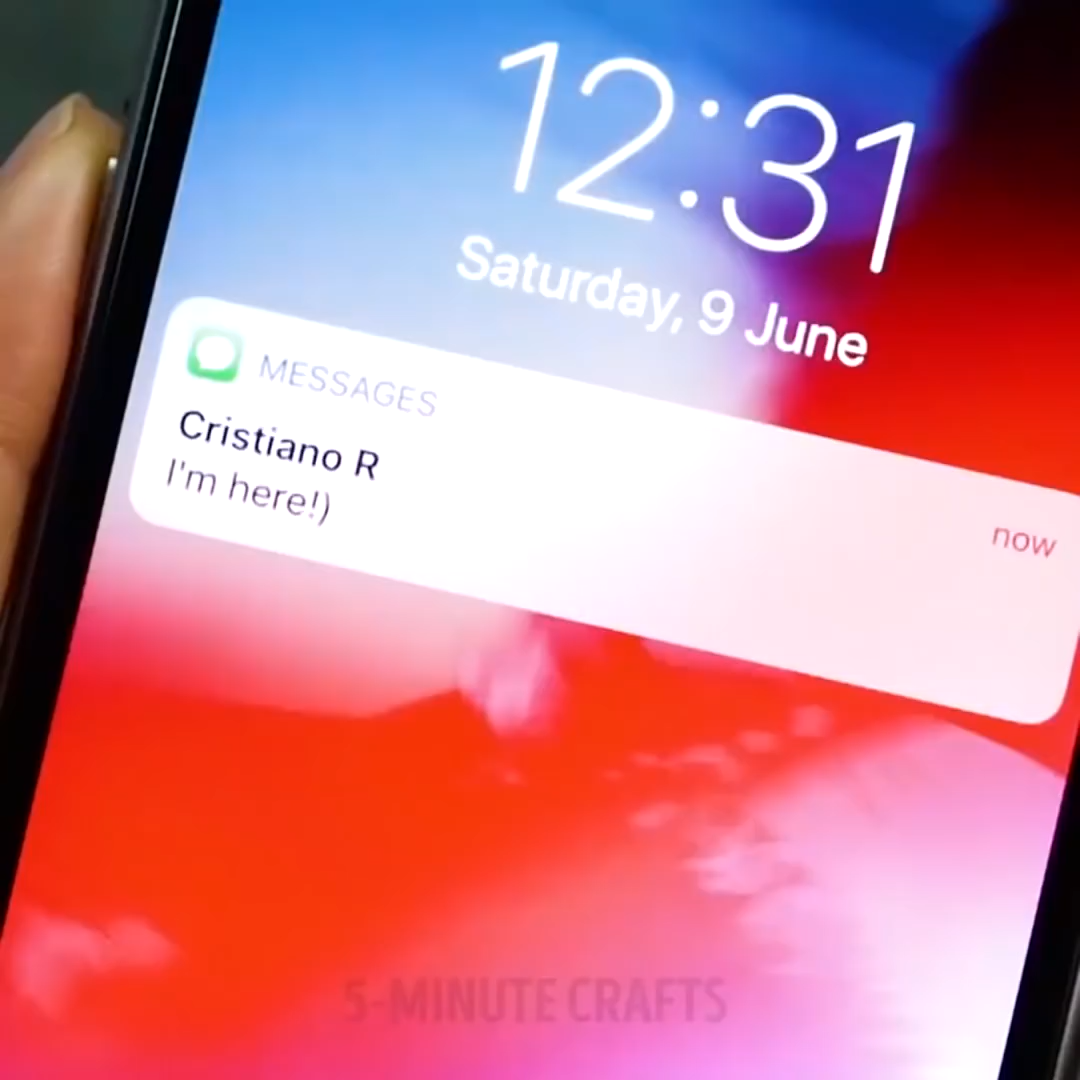 12:31
Saturday, 9 June
MESSAGES
Cristiano R
I'm here!)
now
5-MINUTE CRAFTS